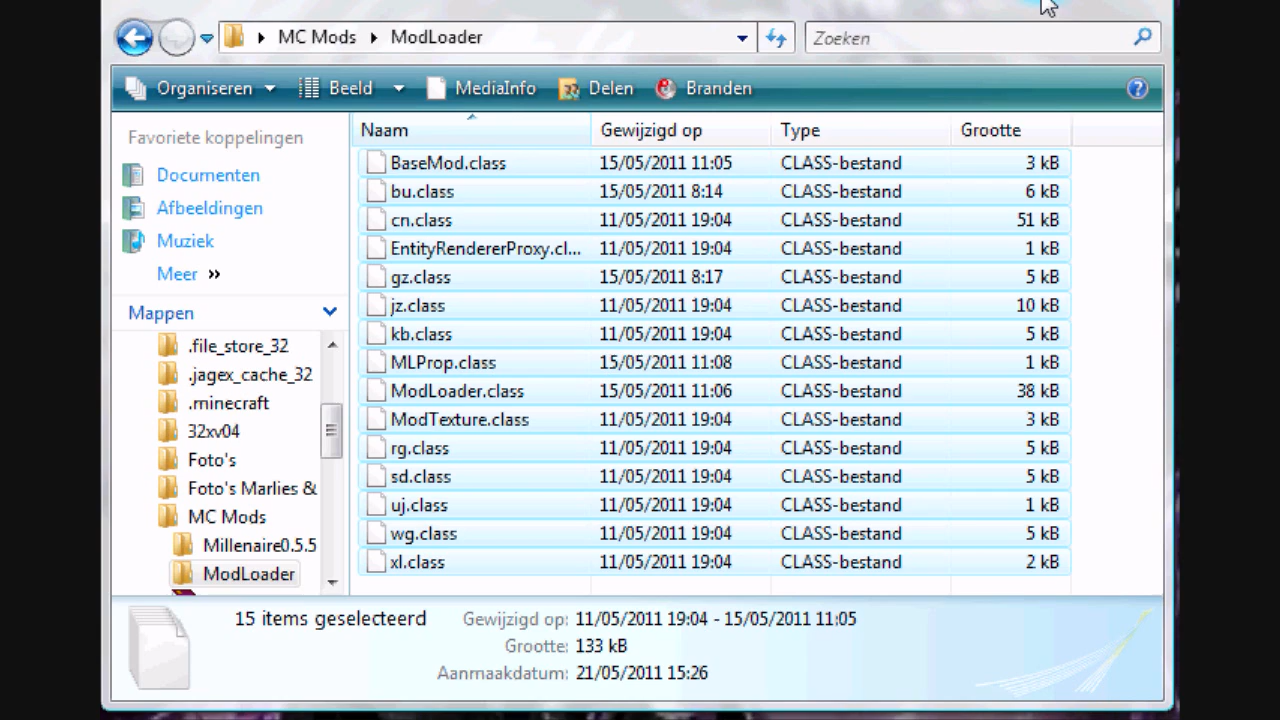 MC Mods ModLoader Zoeken
Organiseren Beeld MediaInfo Delen Branden
Favoriete koppelingen
Documenten
Afbeeldingen
Muziek
Meer »
Mappen
.file_store_32
.jagex_cache_32
.minecraft
32xv04
Foto's
Foto's Marlies &
MC Mods
Millenaire0.5.5
ModLoader
Naam Gewijzigd op Type Grootte
BaseMod.class 15/05/2011 11:05 CLASS-bestand 3 kB
bu.class 15/05/2011 8:14 CLASS-bestand 6 kB
cn.class 11/05/2011 19:04 CLASS-bestand 51 kB
EntityRendererProxy.cl... 11/05/2011 19:04 CLASS-bestand 1 kB
gz.class 15/05/2011 8:17 CLASS-bestand 5 kB
jz.class 11/05/2011 19:04 CLASS-bestand 10 kB
kb.class 11/05/2011 19:04 CLASS-bestand 5 kB
MLProp.class 15/05/2011 11:08 CLASS-bestand 1 kB
ModLoader.class 15/05/2011 11:06 CLASS-bestand 38 kB
ModTexture.class 11/05/2011 19:04 CLASS-bestand 3 kB
rg.class 11/05/2011 19:04 CLASS-bestand 5 kB
sd.class 11/05/2011 19:04 CLASS-bestand 5 kB
uj.class 11/05/2011 19:04 CLASS-bestand 1 kB
wg.class 11/05/2011 19:04 CLASS-bestand 5 kB
xl.class 11/05/2011 19:04 CLASS-bestand 2 kB
15 items geselecteerd Gewijzigd op: 11/05/2011 19:04 - 15/05/2011 11:05
Grootte: 133 kB
Aanmaakdatum: 21/05/2011 15:26